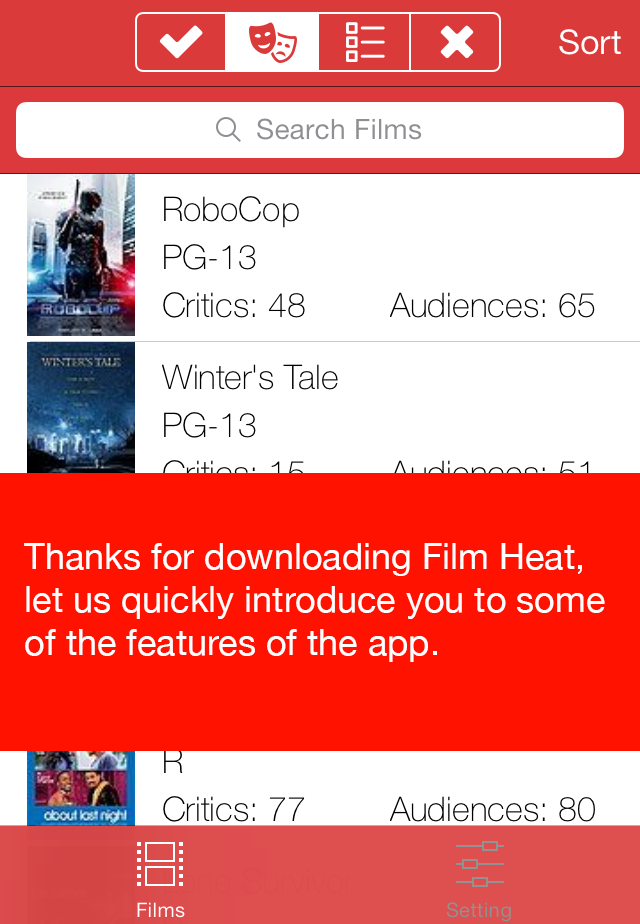 Sort
Search Films
RoboCop
PG-13
Critics: 48 Audiences: 65
ROBOCOP
WINTER'S TALE
Winter's Tale
PG-13
Critics: 15 Audiences: 51
Thanks for downloading Film Heat,
let us quickly introduce you to some
of the features of the app.
R
Critics: 77 Audiences: 80
about last night
Films
Setting